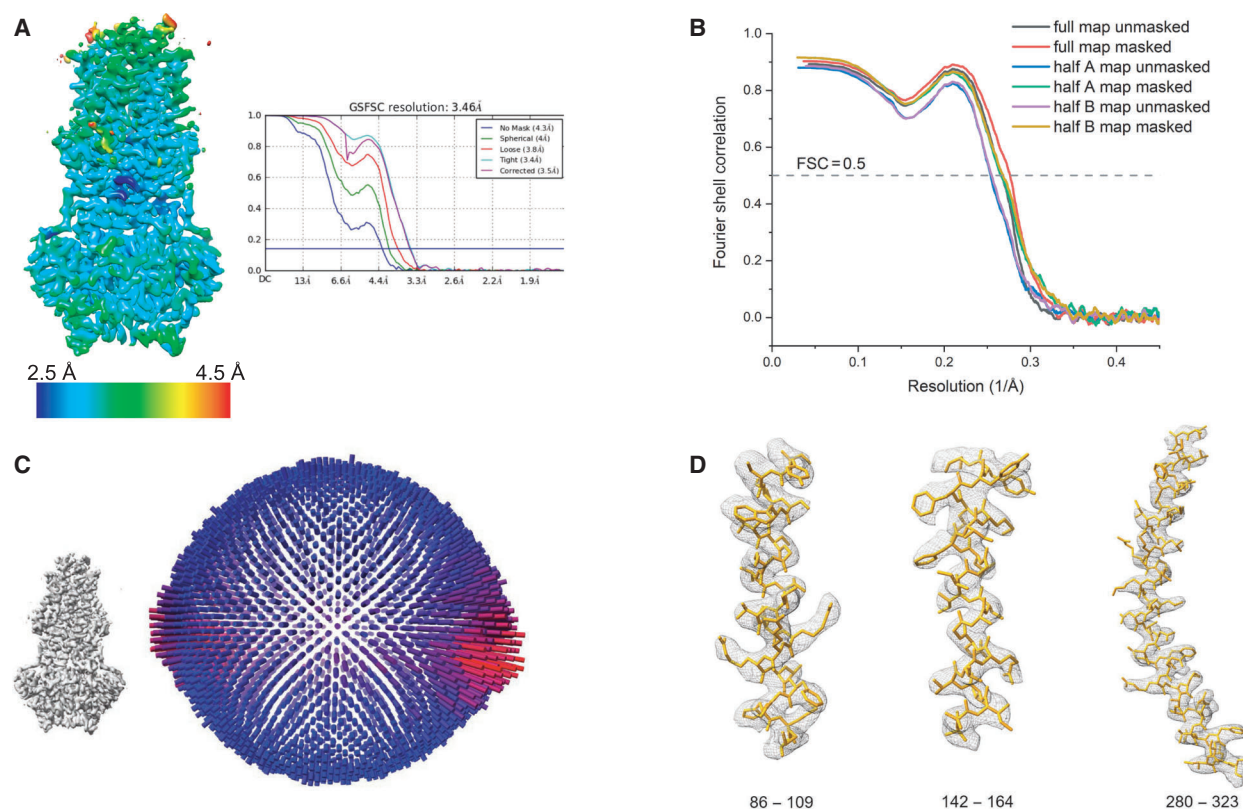 A
GSFSC resolution: 3.46Å
1.0
0.8
0.6
0.4
0.2
0.0
No Mask (4.3Å)
Spherical (4Å)
Loose (3.8Å)
Tight (3.4Å)
Corrected (3.5Å)
DC
13Å
6.6Å
4.4Å
3.3Å
2.6Å
2.2Å
1.9Å
2.5 Å
4.5 Å
B
full map unmasked
full map masked
half A map unmasked
half A map masked
half B map unmasked
half B map masked
Fourier shell correlation
1.0
0.8
0.6
0.4
0.2
0.0
FSC = 0.5
0.0
0.1
0.2
0.3
0.4
Resolution (1/Å)
C
D
86 – 109
142 – 164
280 – 323